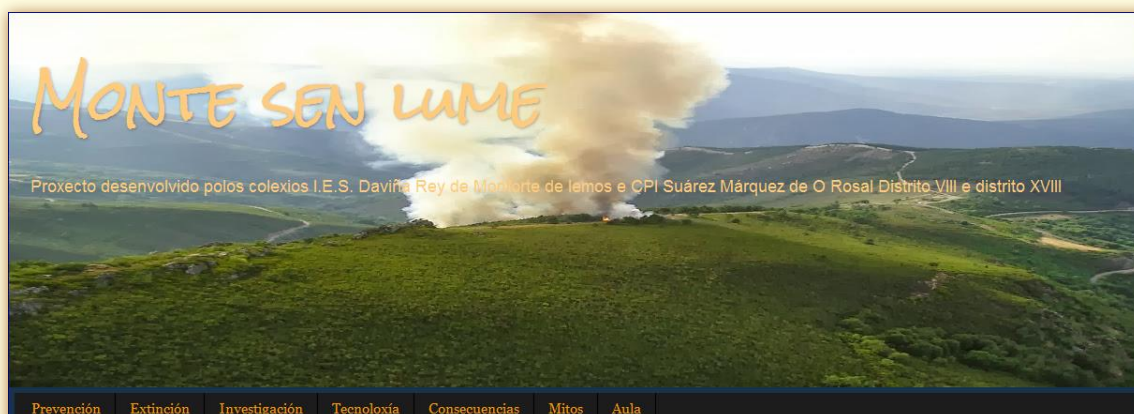 Monte sen lume
Proxecto desenvolvido polos colexios I.E.S. Daviña Rey de Monforte de lemos e CPI Suárez Márquez de O Rosal Distrito VIII e distrito XVIII
Prevención Extinción Investigación Tecnoloxía Consecuencias Mitos Aula